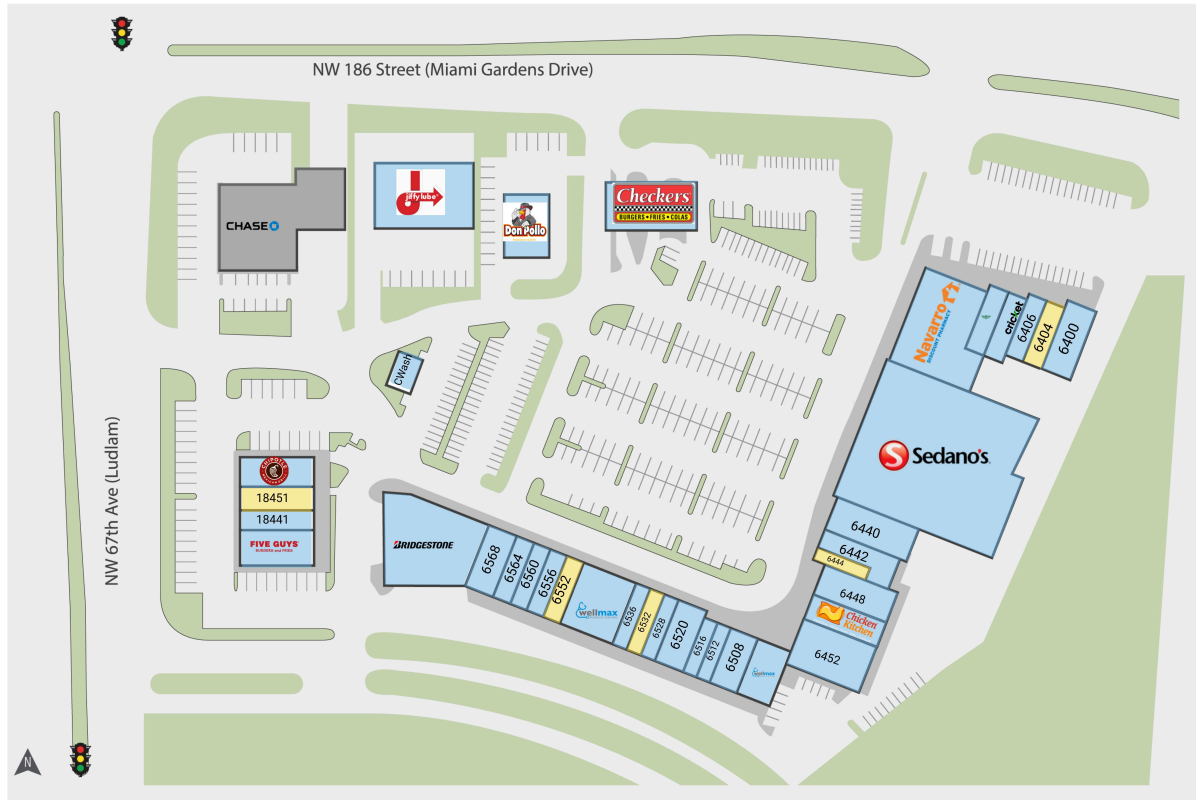 NW 186 Street (Miami Gardens Drive)
NW 67th Ave (Ludlam)
CHASE
jiffy lube
Don Pollo
Checkers
BURGERS • FRIES • COLAS
Navarro
DISCOUNT PHARMACY
cricket
6406
6404
6400
CWash
Sedano's
CHIPOTLE
18451
18441
FIVE GUYS
BURGERS and FRIES
BRIDGESTONE
6568
6564
6560
6556
6552
wellmax
6536
6532
6528
6520
6516
6512
6508
wellmax
6440
6442
6444
6448
Chicken
Kitchen
6452
N